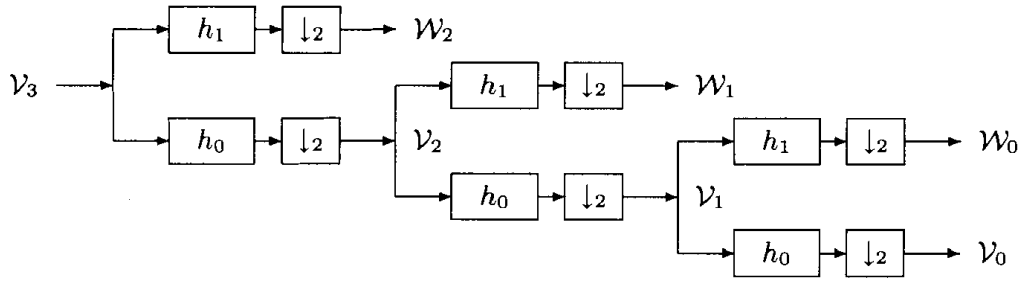 h₁ ↓₂ 𝒲₂
𝒱₃
h₁ ↓₂ 𝒲₁
h₀ ↓₂ 𝒱₂
h₁ ↓₂ 𝒲₀
h₀ ↓₂ 𝒱₁
h₀ ↓₂ 𝒱₀